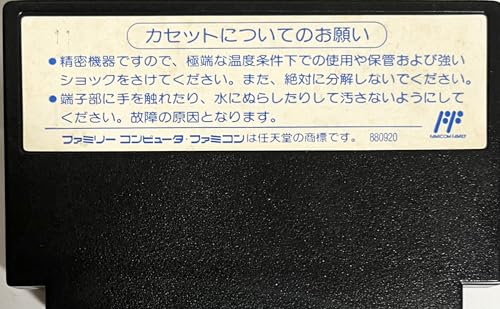 カセットについてのお願い
●精密機器ですので、極端な温度条件下での使用や保管および強い
ショックをさけてください。また、絶対に分解しないでください。
●端子部に手を触れたり、水にぬらしたりして汚さないようにして
ください。故障の原因となります。
ファミリーコンピュータ・ファミコンは任天堂の商標です。 880920
FAMICOM FAMILY